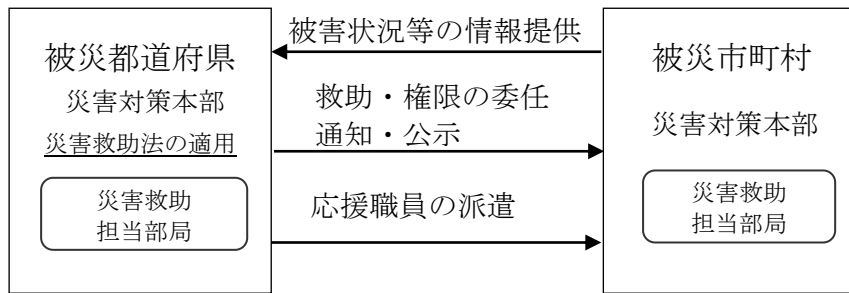 被災都道府県
災害対策本部
災害救助法の適用
災害救助
担当部局
被害状況等の情報提供
救助・権限の委任
通知・公示
応援職員の派遣
被災市町村
災害対策本部
災害救助
担当部局